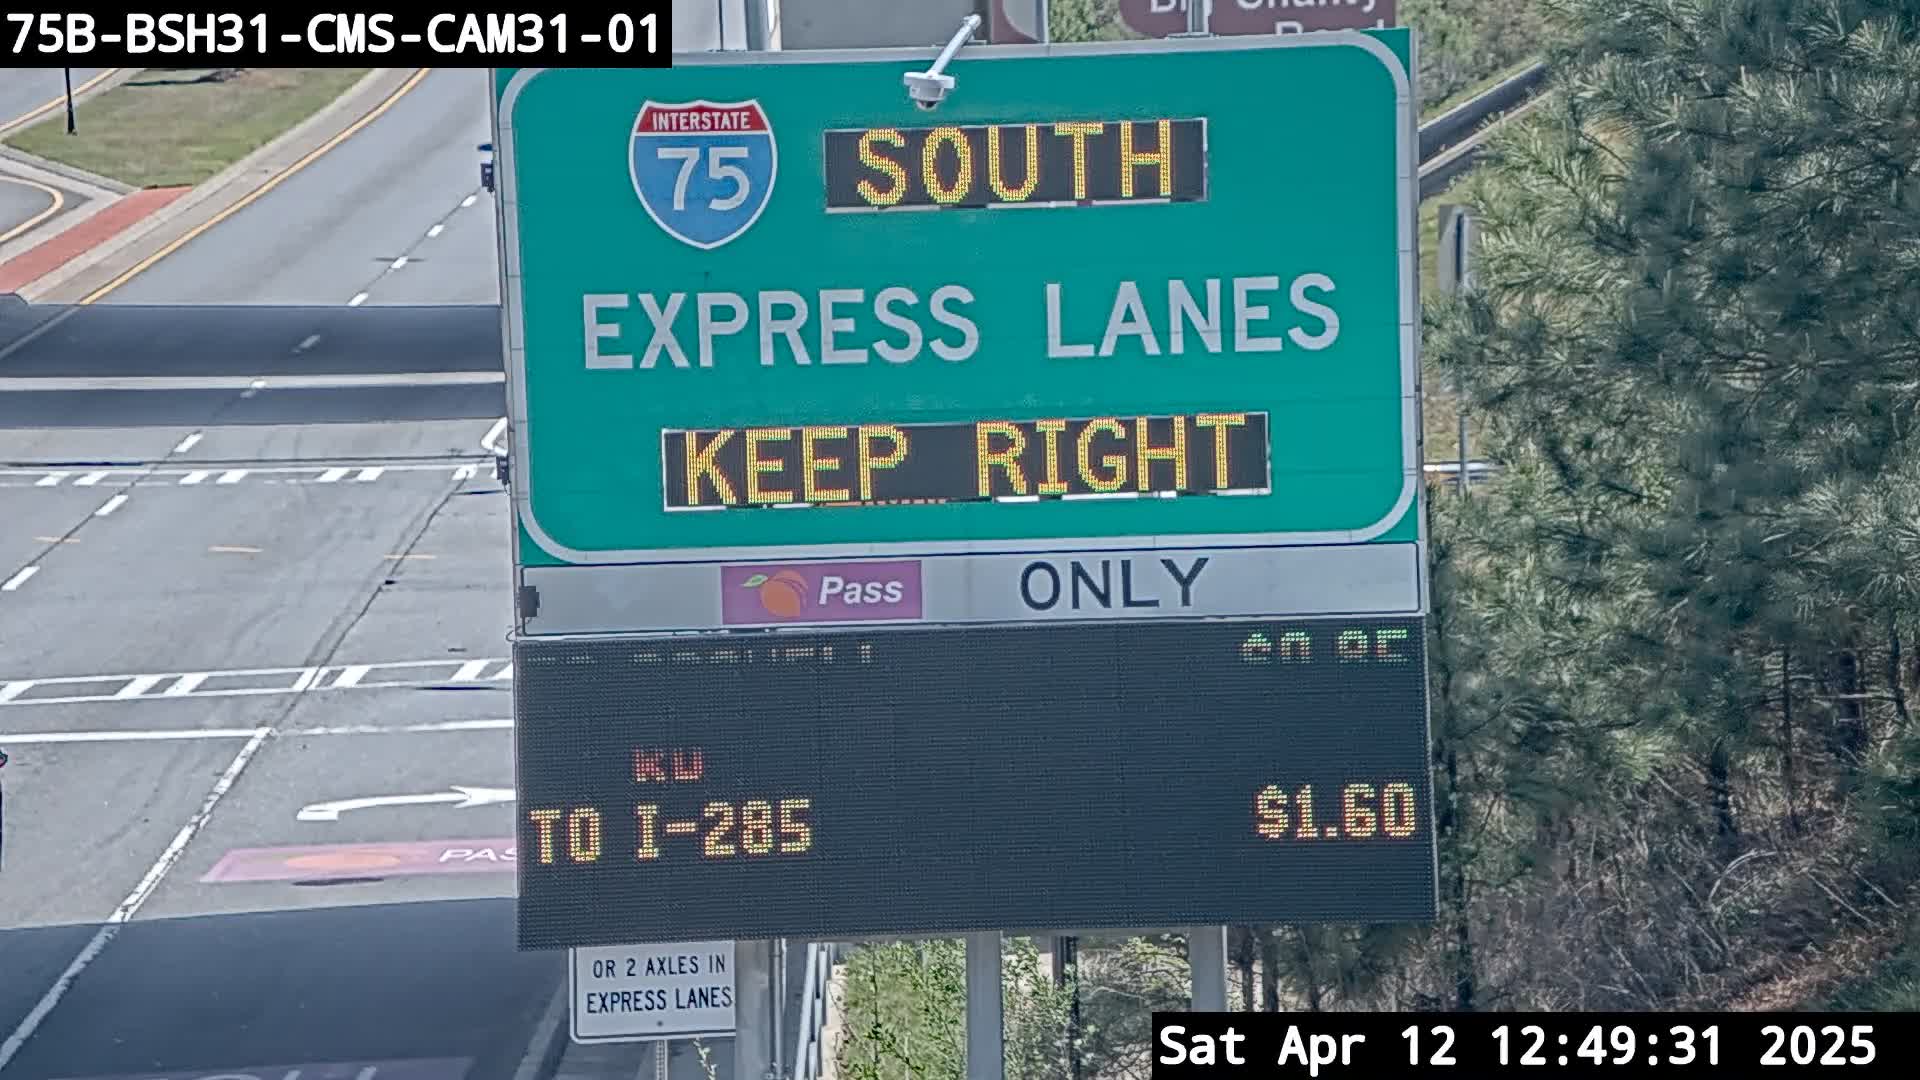 75B-BSH31-CMS-CAM31-01
INTERSTATE
75
SOUTH
EXPRESS LANES
KEEP RIGHT
Pass ONLY
TO I-285 $1.60
OR 2 AXLES IN
EXPRESS LANES
Sat Apr 12 12:49:31 2025